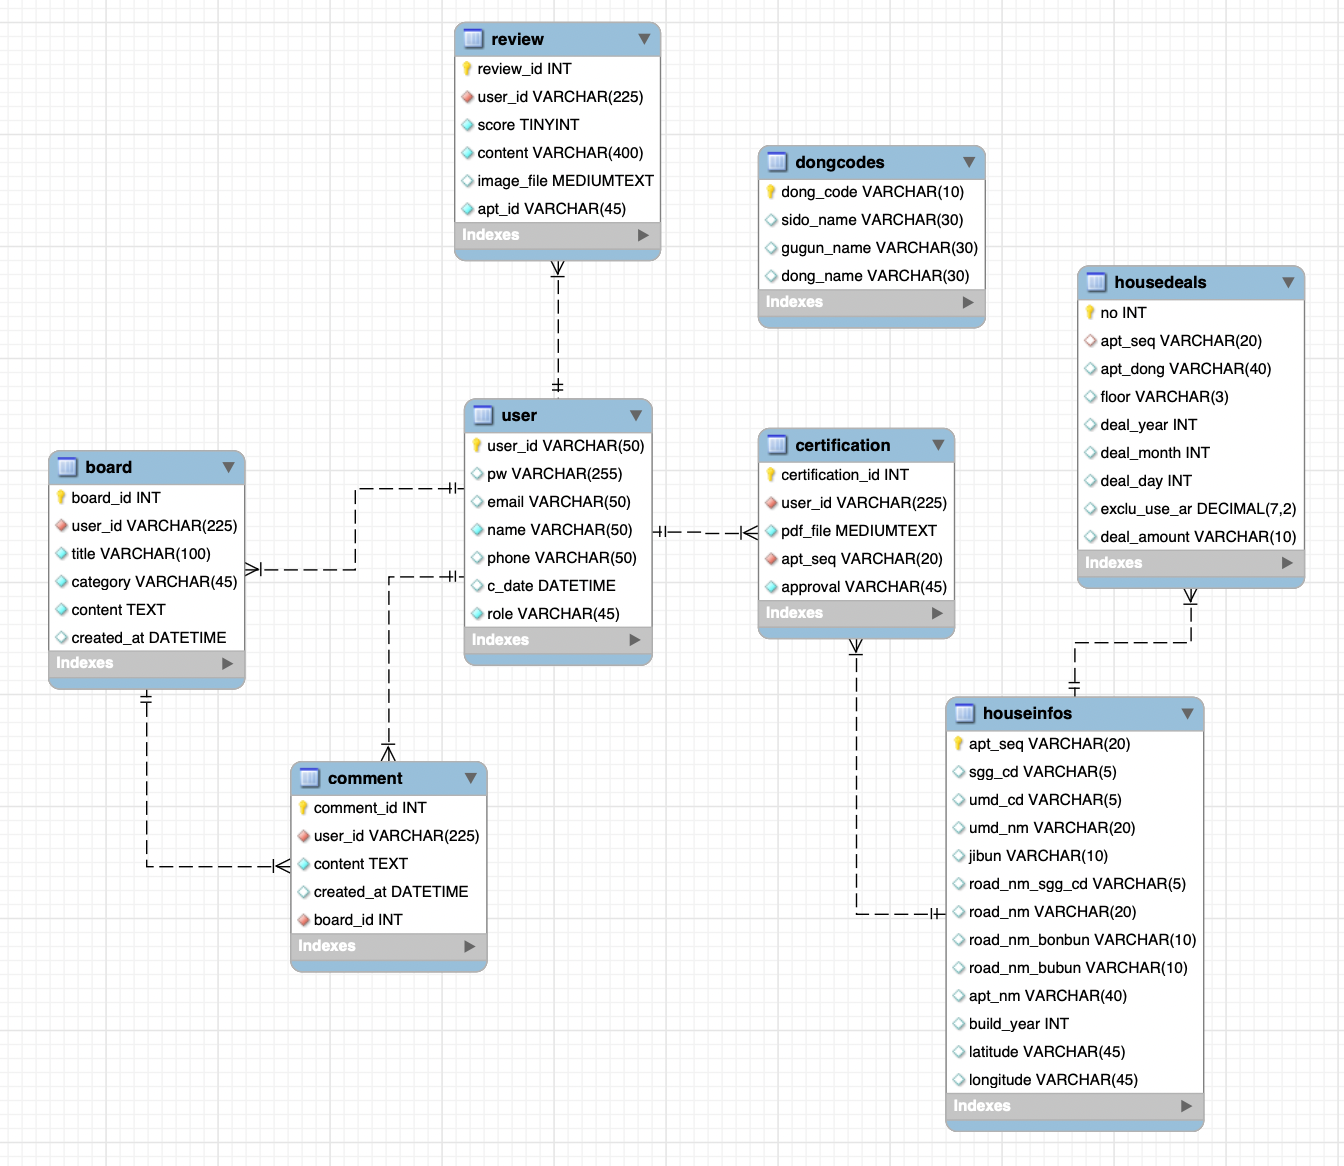 review
review_id INT
user_id VARCHAR(225)
score TINYINT
content VARCHAR(400)
image_file MEDIUMTEXT
apt_id VARCHAR(45)
Indexes
dongcodes
dong_code VARCHAR(10)
sido_name VARCHAR(30)
gugun_name VARCHAR(30)
dong_name VARCHAR(30)
Indexes
housedeals
no INT
apt_seq VARCHAR(20)
apt_dong VARCHAR(40)
floor VARCHAR(3)
deal_year INT
deal_month INT
deal_day INT
exclu_use_ar DECIMAL(7,2)
deal_amount VARCHAR(10)
Indexes
user
user_id VARCHAR(50)
pw VARCHAR(255)
email VARCHAR(50)
name VARCHAR(50)
phone VARCHAR(50)
c_date DATETIME
role VARCHAR(45)
Indexes
certification
certification_id INT
user_id VARCHAR(225)
pdf_file MEDIUMTEXT
apt_seq VARCHAR(20)
approval VARCHAR(45)
Indexes
board
board_id INT
user_id VARCHAR(225)
title VARCHAR(100)
category VARCHAR(45)
content TEXT
created_at DATETIME
Indexes
comment
comment_id INT
user_id VARCHAR(225)
content TEXT
created_at DATETIME
board_id INT
Indexes
houseinfos
apt_seq VARCHAR(20)
sgg_cd VARCHAR(5)
umd_cd VARCHAR(5)
umd_nm VARCHAR(20)
jibun VARCHAR(10)
road_nm_sgg_cd VARCHAR(5)
road_nm VARCHAR(20)
road_nm_bonbun VARCHAR(10)
road_nm_bubun VARCHAR(10)
apt_nm VARCHAR(40)
build_year INT
latitude VARCHAR(45)
longitude VARCHAR(45)
Indexes